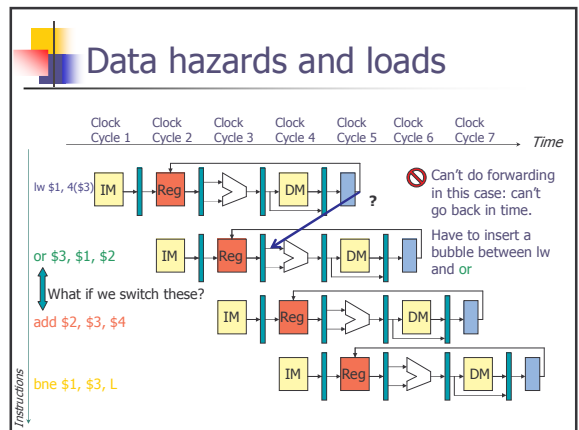 Data hazards and loads
Clock Cycle 1
Clock Cycle 2
Clock Cycle 3
Clock Cycle 4
Clock Cycle 5
Clock Cycle 6
Clock Cycle 7
Time
lw $1, 4($3)
IM
Reg
DM
?
Can't do forwarding
in this case: can't
go back in time.
Have to insert a
bubble between lw
and or
or $3, $1, $2
IM
Reg
DM
What if we switch these?
add $2, $3, $4
IM
Reg
DM
bne $1, $3, L
IM
Reg
DM
Instructions